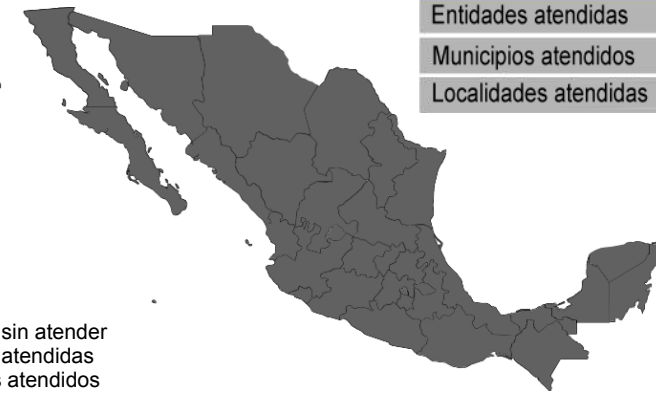 Entidades atendidas
Municipios atendidos
Localidades atendidas
sin atender
atendidas
atendidos